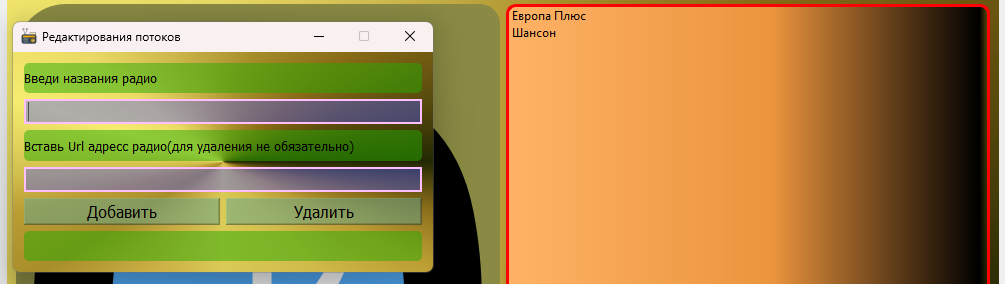 Редактирования потоков
Введи названия радио
Вставь Url адресс радио(для удаления не обязательно)
Добавить
Удалить
Европа Плюс
Шансон